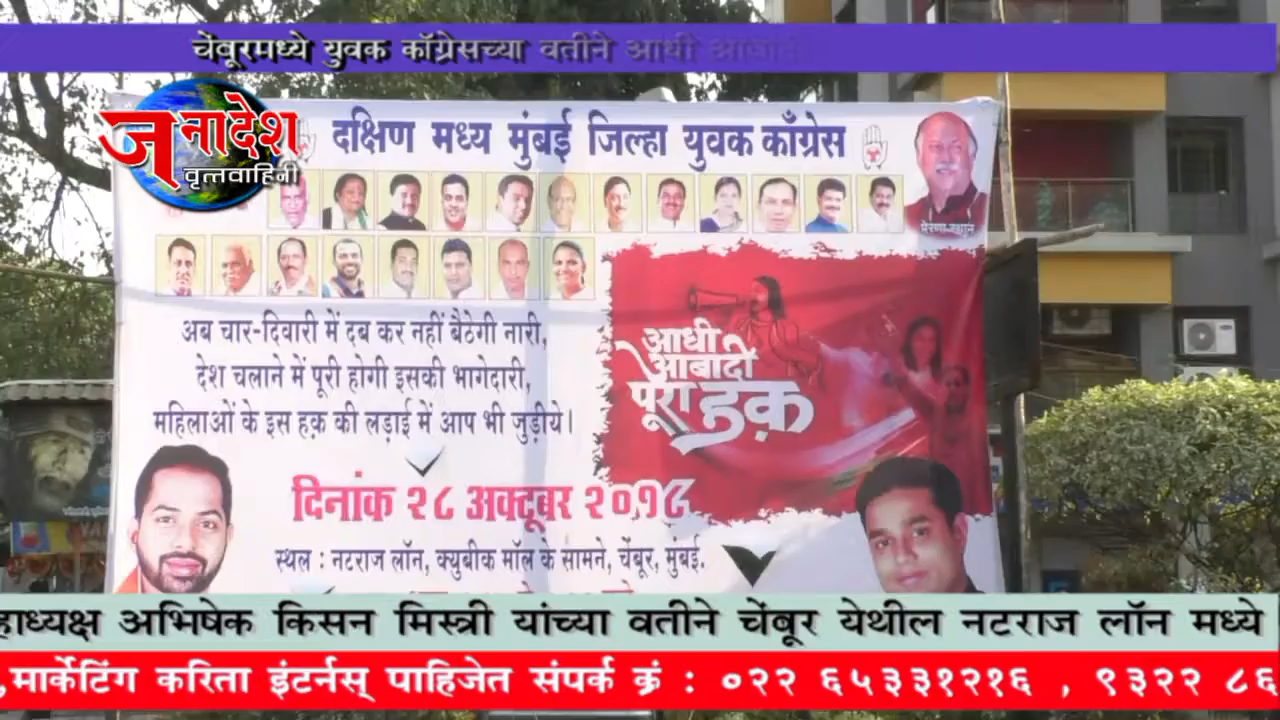 चेंबूरमध्ये युवक काँग्रेसच्या वतीने आधी
जनादेश
वृत्तवाहिनी
दक्षिण मध्य मुंबई जिल्हा युवक काँग्रेस
अब चार-दिवारी में दब कर नहीं बैठेगी नारी,
देश चलाने में पूरी होगी इसकी भागेदारी,
महिलाओं के इस हक़ की लड़ाई में आप भी जुड़ीये।
आधी
आबादी
पूरा हक़
दिनांक २८ अक्टूबर २०१८
स्थल : नटराज लॉन, क्युबीक मॉल के सामने, चेंबूर, मुंबई.
हाध्यक्ष अभिषेक किसन मिस्त्री यांच्या वतीने चेंबूर येथील नटराज लॉन मध्ये
,मार्केटिंग करिता इंटर्नस् पाहिजेत संपर्क क्रं : ०२२ ६५३३१२१६ , ९३२२ ८६